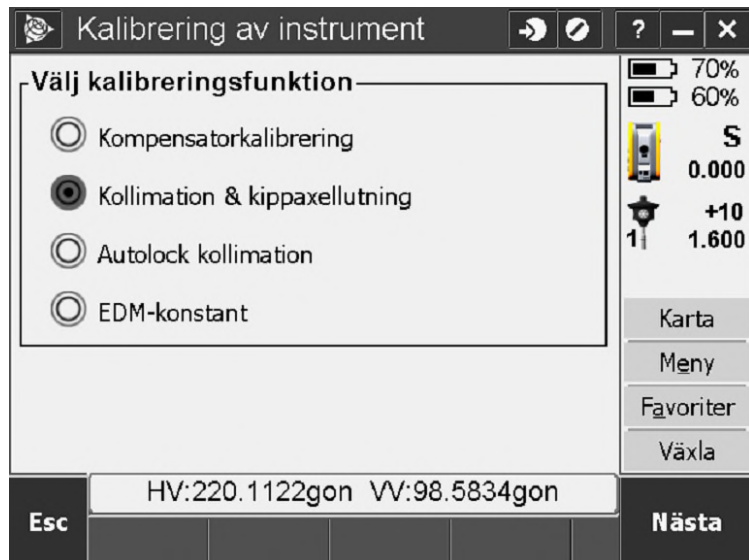 Kalibrering av instrument ? – ×
Välj kalibreringsfunktion
Kompensatorkalibrering
Kollimation & kippaxellutning
Autolock kollimation
EDM-konstant
70%
60%
S
0.000
+10
1 1.600
Karta
Meny
Favoriter
Växla
HV:220.1122gon VV:98.5834gon
Esc
Nästa